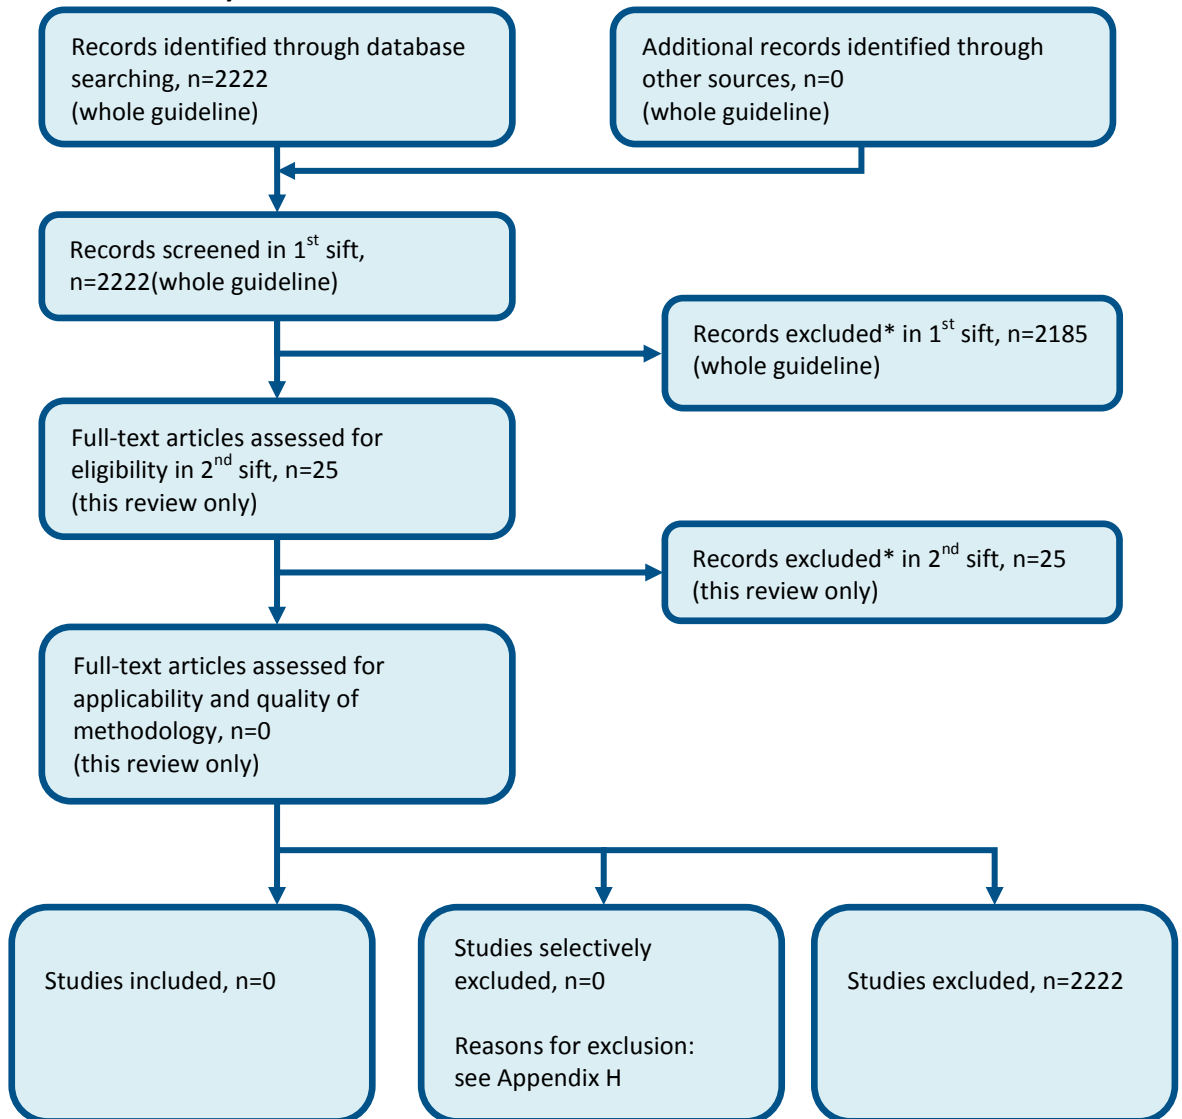 Records identified through database
searching, n=2222
(whole guideline)
Additional records identified through
other sources, n=0
(whole guideline)
Records screened in 1st sift,
n=2222(whole guideline)
Records excluded* in 1st sift, n=2185
(whole guideline)
Full-text articles assessed for
eligibility in 2nd sift, n=25
(this review only)
Records excluded* in 2nd sift, n=25
(this review only)
Full-text articles assessed for
applicability and quality of
methodology, n=0
(this review only)
Studies included, n=0
Studies selectively
excluded, n=0
Reasons for exclusion:
see Appendix H
Studies excluded, n=2222